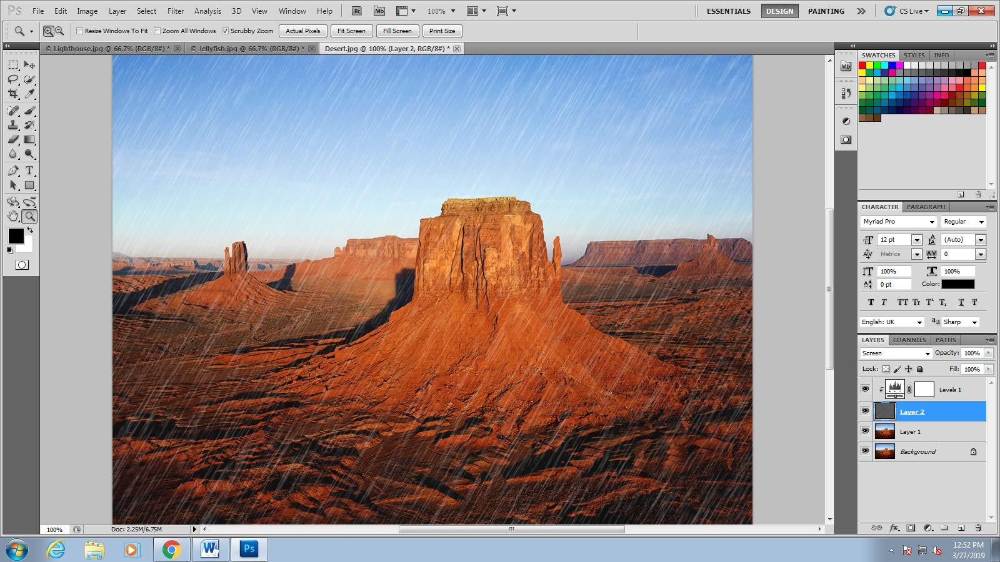 Ps File Edit Image Layer Select Filter Analysis 3D View Window Help Br Mb 100% ESSENTIALS DESIGN PAINTING CS Live
Resize Windows To Fit Zoom All Windows Scrubby Zoom Actual Pixels Fit Screen Fill Screen Print Size
© Lighthouse.jpg @ 66.7% (RGB/8#) * © Jellyfish.jpg @ 66.7% (RGB/8#) * Desert.jpg @ 100% (Layer 2, RGB/8#) *
Mb
SWATCHES STYLES INFO
CHARACTER PARAGRAPH
Myriad Pro Regular
12 pt (Auto)
Metrics 0
100% 100%
0 pt Color:
T T TT Tr T¹ T₁ T T
English: UK aa Sharp
LAYERS CHANNELS PATHS
Screen Opacity: 100%
Lock: Fill: 100%
Levels 1
Layer 2
Layer 1
Background
fx
100% Doc: 2.25M/6.75M
W Ps
12:52 PM
3/27/2019